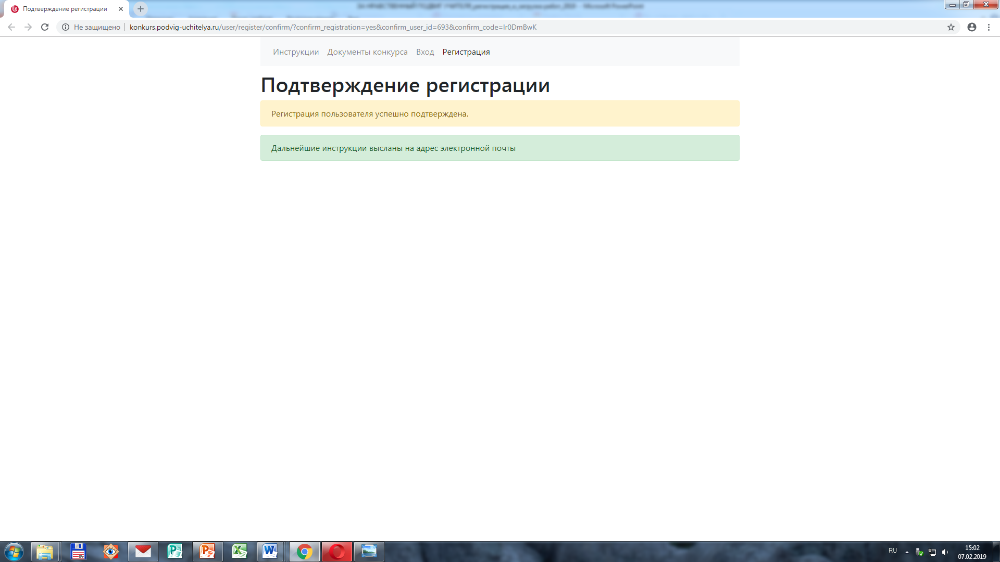 Подтверждение регистрации
Не защищено
konkurs.podvig-uchitelya.ru/user/register/confirm/?confirm_registration=yes&confirm_user_id=693&confirm_code=Ir0DmBwK
Инструкции Документы конкурса Вход Регистрация
Подтверждение регистрации
Регистрация пользователя успешно подтверждена.
Дальнейшие инструкции высланы на адрес электронной почты
RU
15:02
07.02.2019